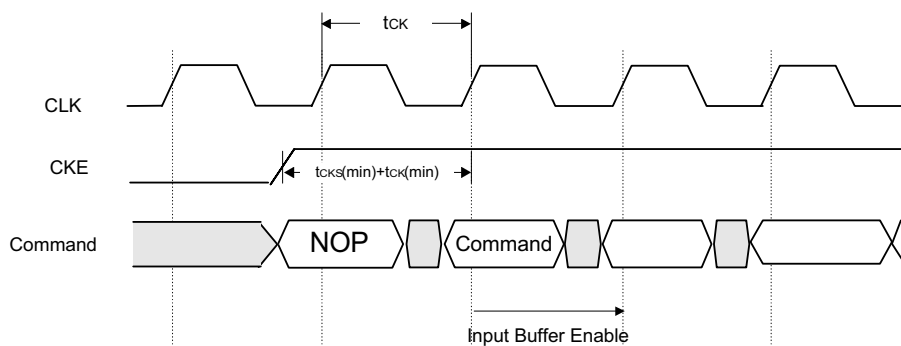 tCK
CLK
CKE
tCKS(min)+tCK(min)
Command
NOP
Command
Input Buffer Enable